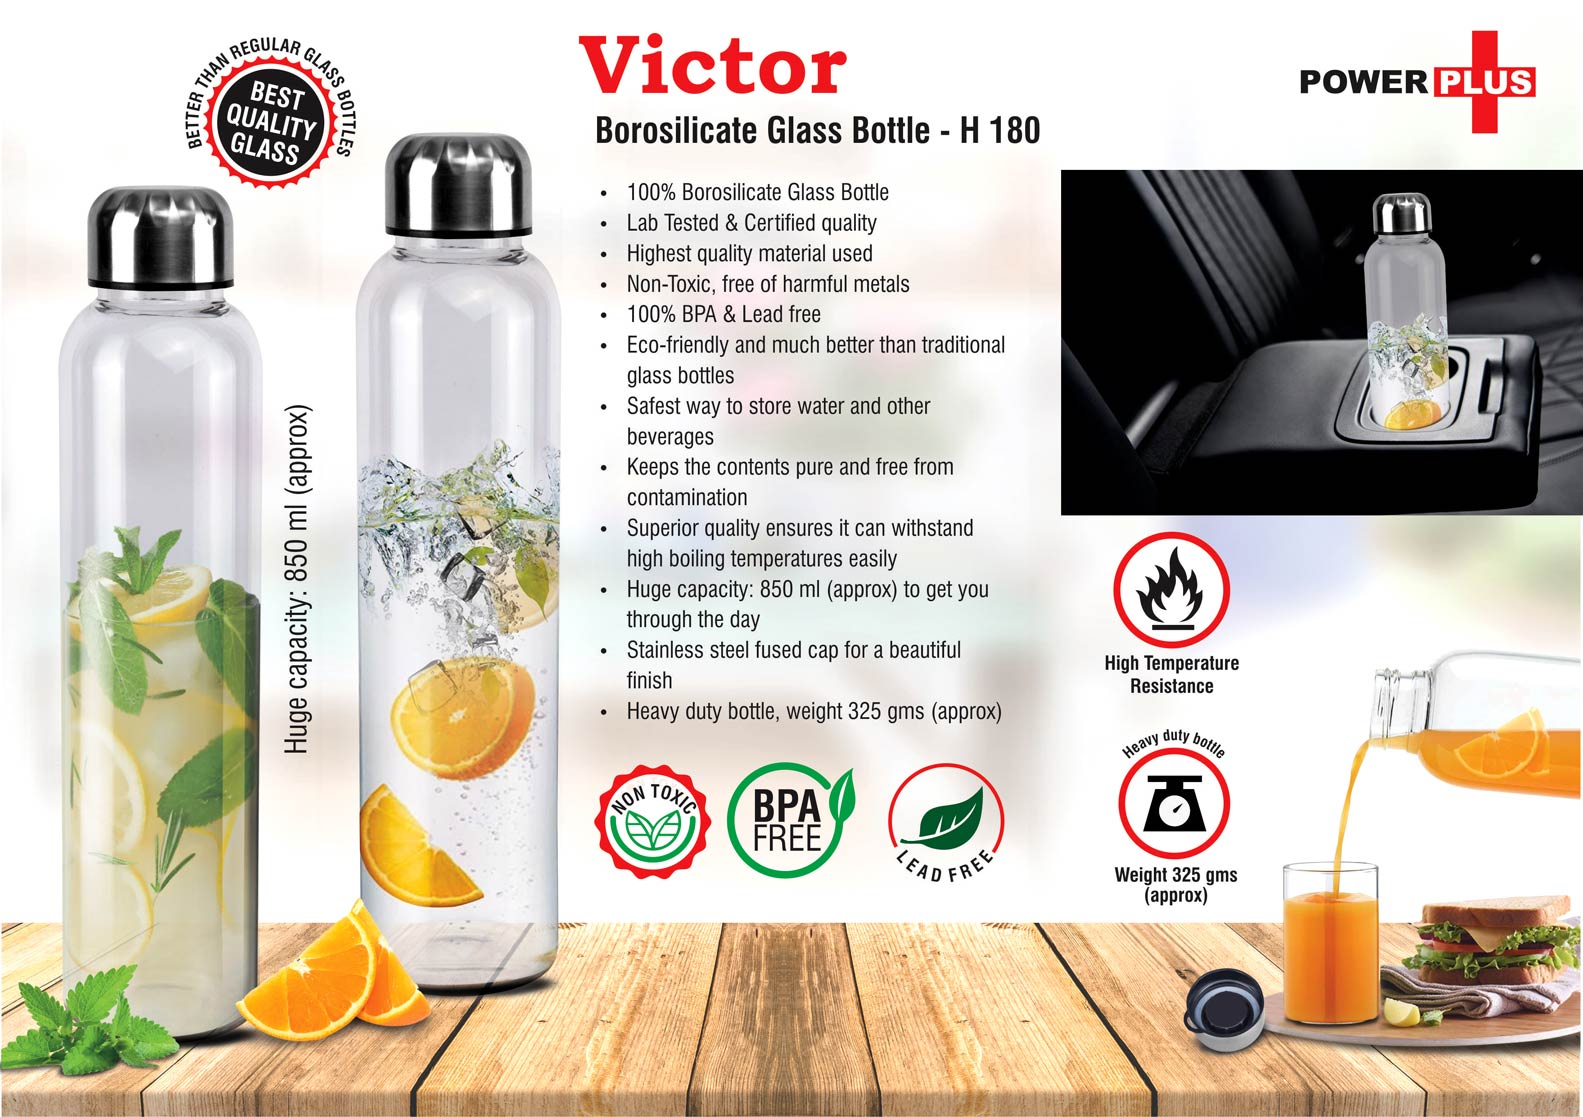 BETTER THAN REGULAR GLASS BOTTLES
BEST
QUALITY
GLASS
Victor
Borosilicate Glass Bottle - H 180
POWER PLUS
• 100% Borosilicate Glass Bottle
• Lab Tested & Certified quality
• Highest quality material used
• Non-Toxic, free of harmful metals
• 100% BPA & Lead free
• Eco-friendly and much better than traditional
glass bottles
• Safest way to store water and other
beverages
• Keeps the contents pure and free from
contamination
• Superior quality ensures it can withstand
high boiling temperatures easily
• Huge capacity: 850 ml (approx) to get you
through the day
• Stainless steel fused cap for a beautiful
finish
• Heavy duty bottle, weight 325 gms (approx)
Huge capacity: 850 ml (approx)
NON TOXIC
BPA
FREE
LEAD FREE
High Temperature
Resistance
Heavy duty bottle
Weight 325 gms
(approx)